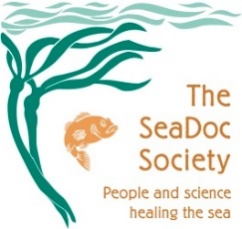 The
SeaDoc
Society
People and science
healing the sea